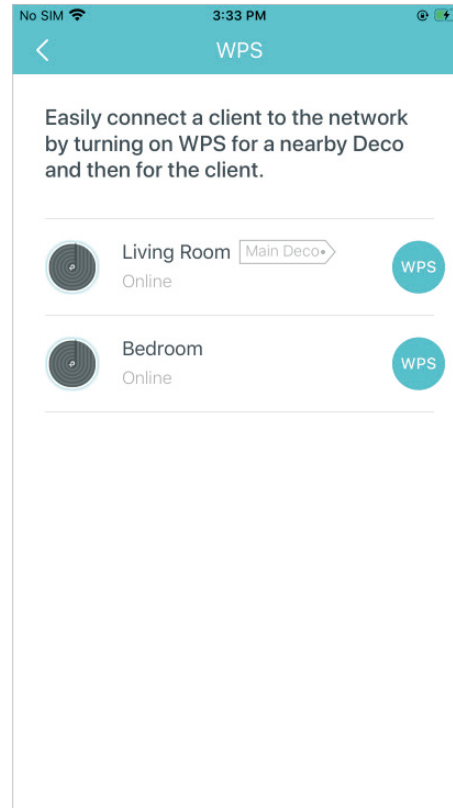 No SIM 3:33 PM
WPS
Easily connect a client to the network
by turning on WPS for a nearby Deco
and then for the client.
Living Room Main Deco
Online
WPS
Bedroom
Online
WPS